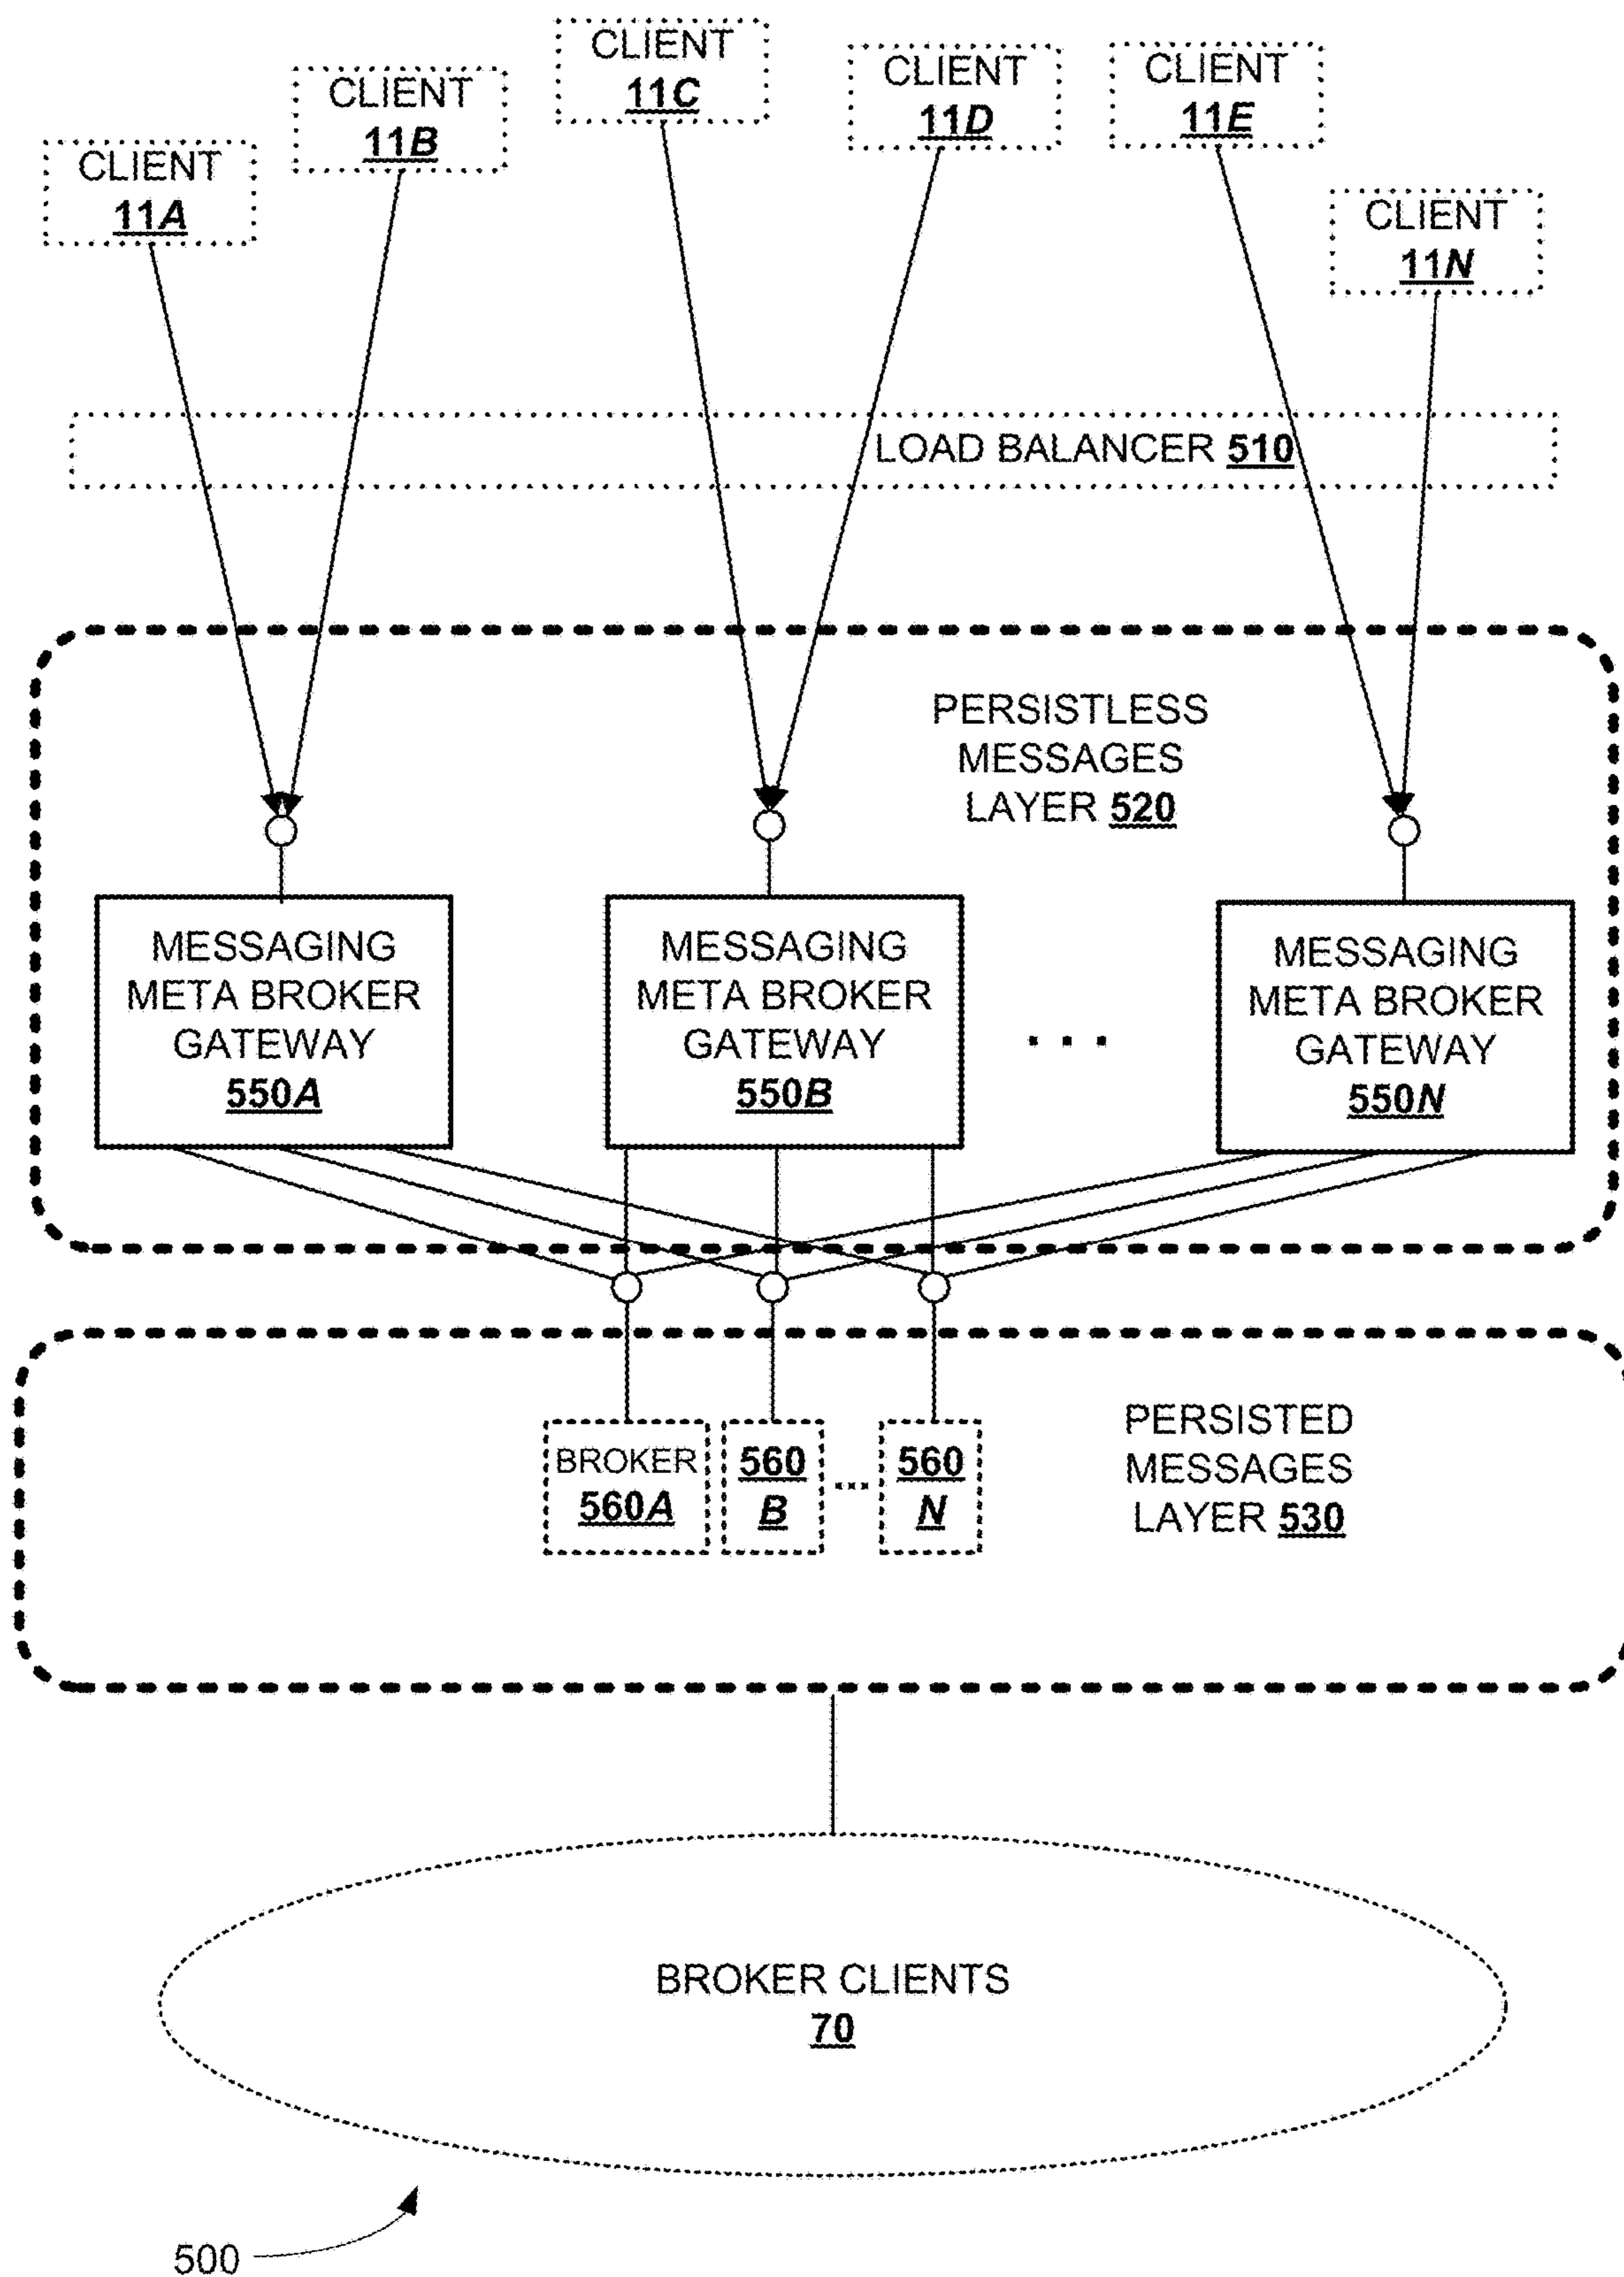 CLIENT
11A
CLIENT
11B
CLIENT
11C
CLIENT
11D
CLIENT
11E
CLIENT
11N
LOAD BALANCER 510
PERSISTLESS
MESSAGES
LAYER 520
MESSAGING
META BROKER
GATEWAY
550A
MESSAGING
META BROKER
GATEWAY
550B
. . .
MESSAGING
META BROKER
GATEWAY
550N
BROKER
560A
560
B
...
560
N
PERSISTED
MESSAGES
LAYER 530
BROKER CLIENTS
70
500